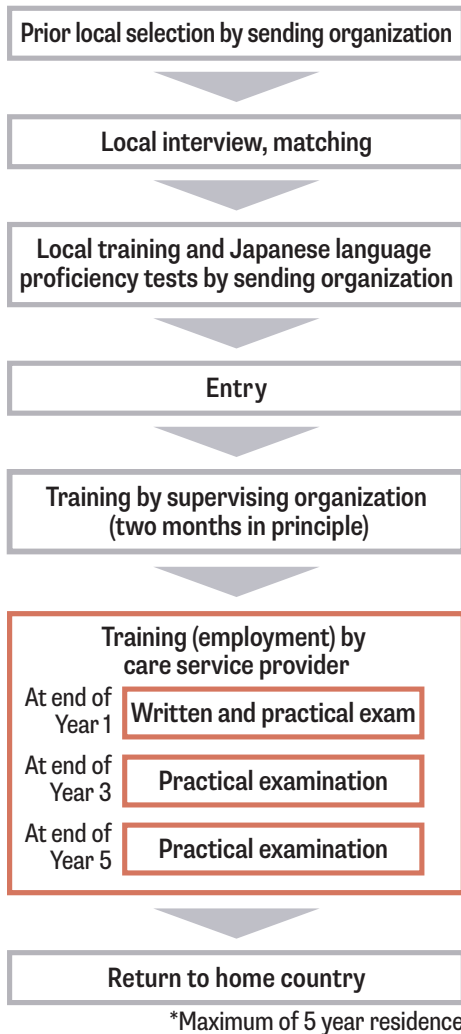 Prior local selection by sending organization
Local interview, matching
Local training and Japanese language
proficiency tests by sending organization
Entry
Training by supervising organization
(two months in principle)
Training (employment) by
care service provider
At end of
Year 1
Written and practical exam
At end of
Year 3
Practical examination
At end of
Year 5
Practical examination
Return to home country
*Maximum of 5 year residence